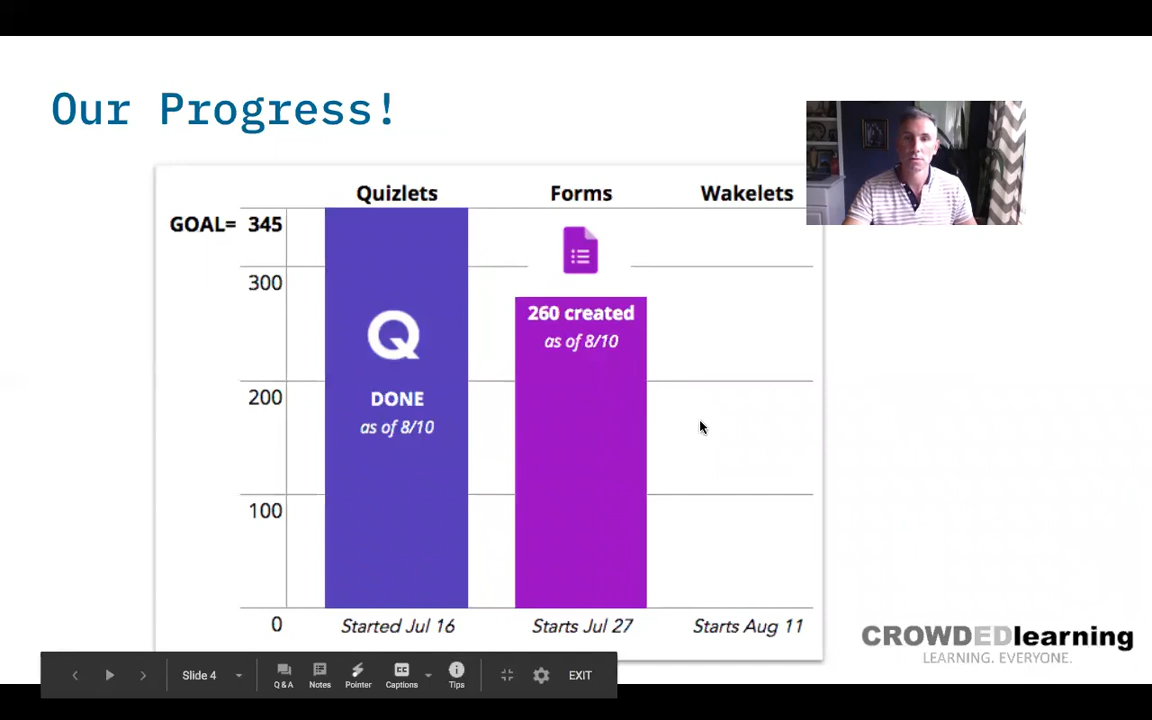 Our Progress!
Quizlets Forms Wakelets
GOAL= 345
300
260 created
as of 8/10
Q
DONE
as of 8/10
200
100
0
Started Jul 16 Starts Jul 27 Starts Aug 11
CROWDEDlearning
LEARNING. EVERYONE.
Slide 4 Q & A Notes Pointer CC Captions Tips EXIT